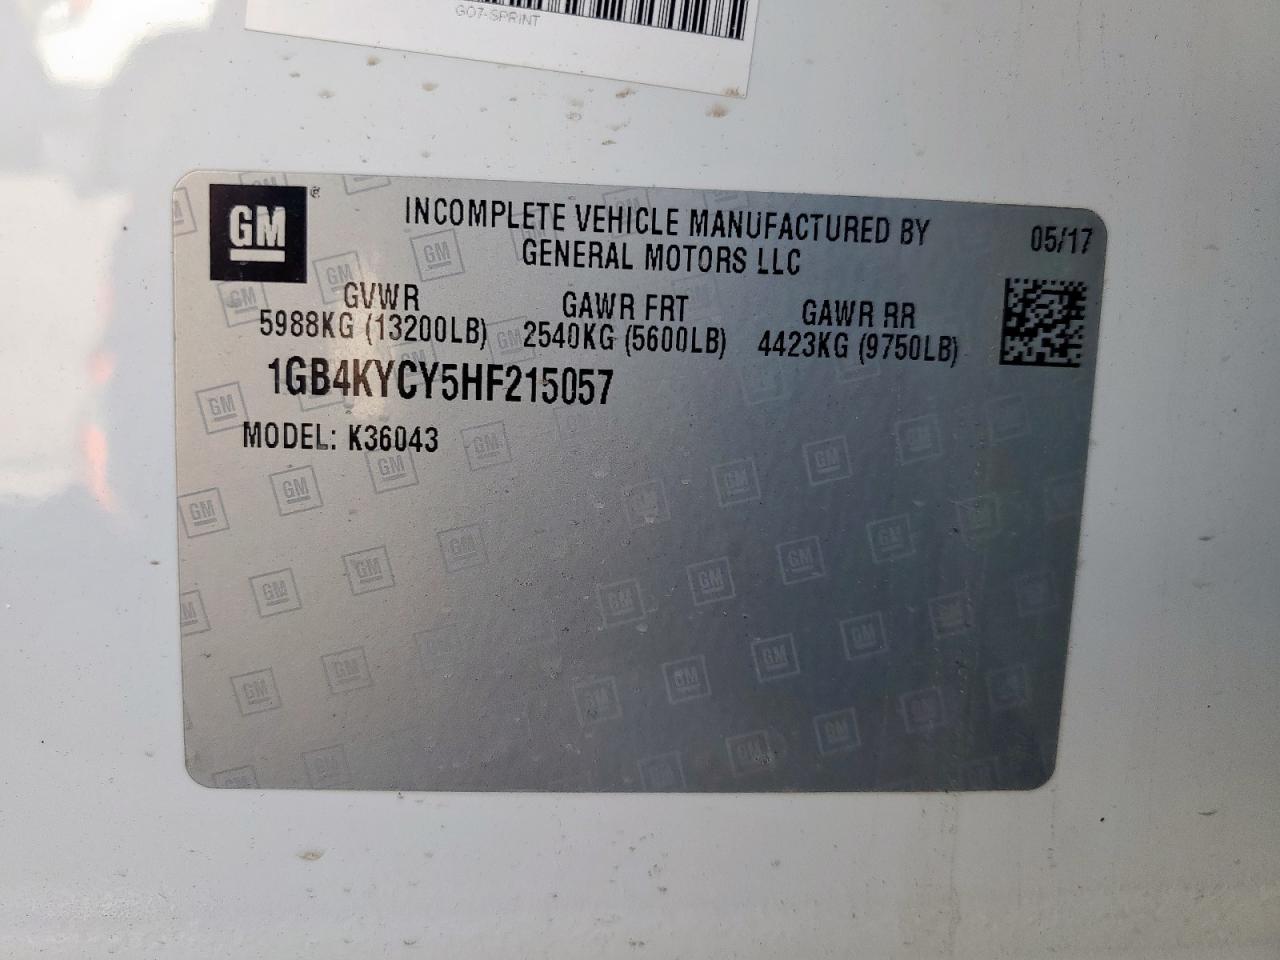 G07-SPRINT
GM
INCOMPLETE VEHICLE MANUFACTURED BY
GENERAL MOTORS LLC
05/17
GVWR GAWR FRT GAWR RR
5988KG (13200LB) 2540KG (5600LB) 4423KG (9750LB)
1GB4KYCY5HF215057
MODEL: K36043